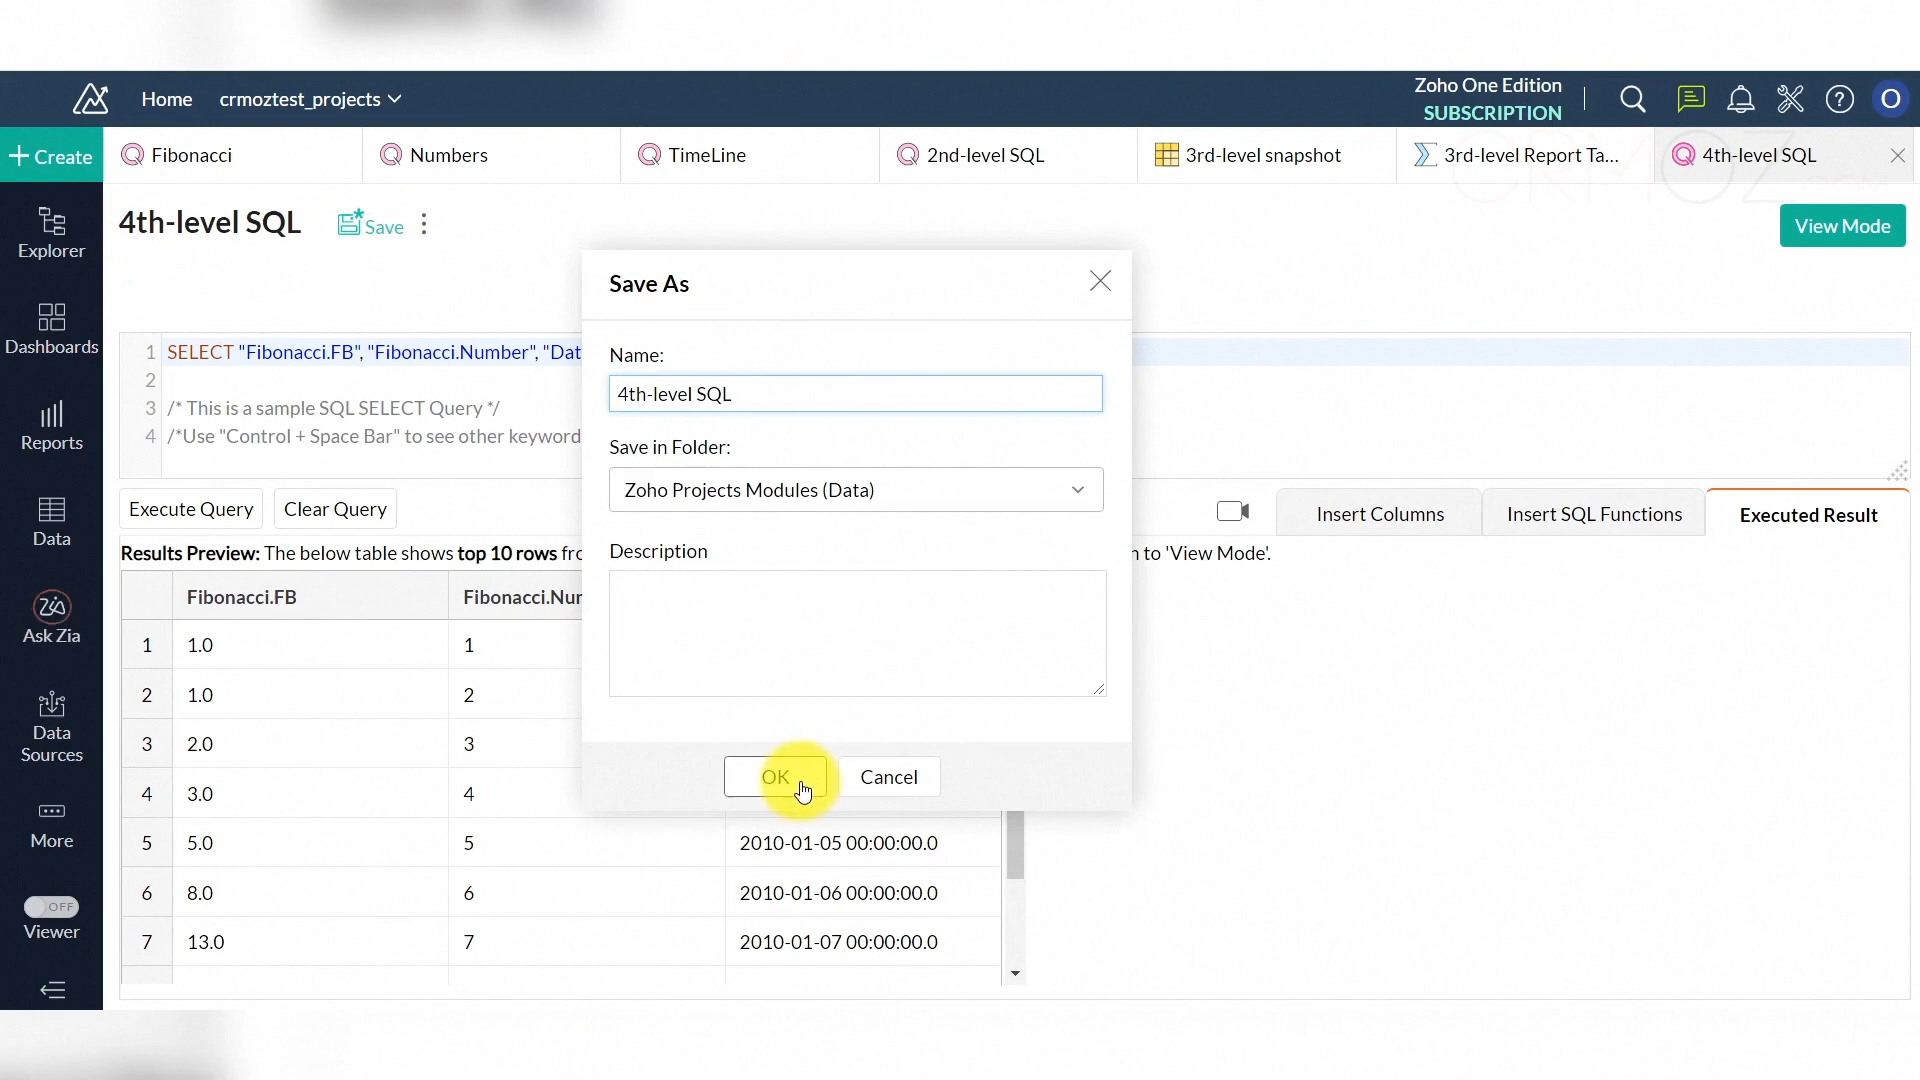 Home
crmoztest_projects
Zoho One Edition
SUBSCRIPTION
O
+ Create
Fibonacci
Numbers
TimeLine
2nd-level SQL
3rd-level snapshot
3rd-level Report Ta...
4th-level SQL
4th-level SQL
Save
View Mode
Explorer
Dashboards
Reports
Data
Zia
Ask Zia
Data
Sources
More
OFF
Viewer
1 SELECT "Fibonacci.FB", "Fibonacci.Number", "Dat
2
3 /* This is a sample SQL SELECT Query */
4 /*Use "Control + Space Bar" to see other keyword
Execute Query
Clear Query
Insert Columns
Insert SQL Functions
Executed Result
Results Preview: The below table shows top 10 rows fro
to 'View Mode'.
Fibonacci.FB
Fibonacci.Nur
1 1.0 1
2 1.0 2
3 2.0 3
4 3.0 4
5 5.0 5 2010-01-05 00:00:00.0
6 8.0 6 2010-01-06 00:00:00.0
7 13.0 7 2010-01-07 00:00:00.0
Save As
Name:
4th-level SQL
Save in Folder:
Zoho Projects Modules (Data)
Description
OK
Cancel